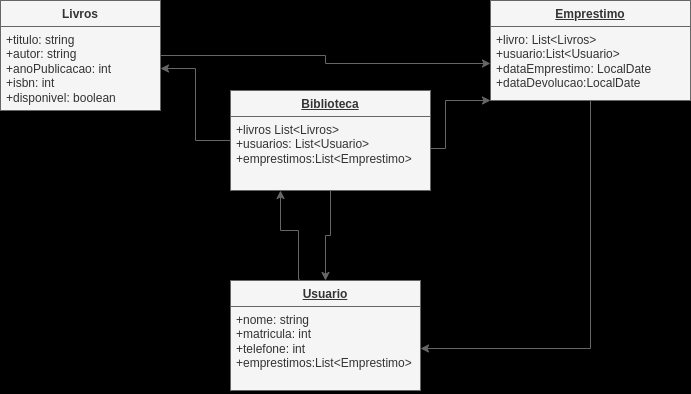 Livros
+titulo: string
+autor: string
+anoPublicacao: int
+isbn: int
+disponivel: boolean
Emprestimo
+livro: List<Livros>
+usuario:List<Usuario>
+dataEmprestimo: LocalDate
+dataDevolucao:LocalDate
Biblioteca
+livros List<Livros>
+usuarios: List<Usuario>
+emprestimos:List<Emprestimo>
Usuario
+nome: string
+matricula: int
+telefone: int
+emprestimos:List<Emprestimo>